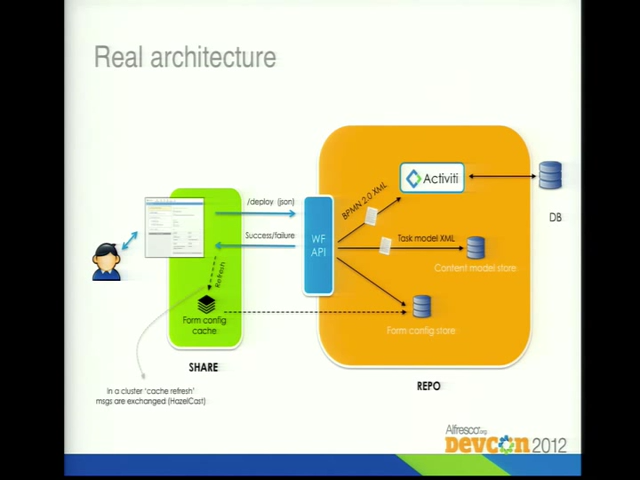 Real architecture
/deploy (json)
Success/failure
Refresh
Form config
cache
SHARE
In a cluster 'cache refresh'
msgs are exchanged (HazelCast)
WF
API
BPMN 2.0 XML
Activiti
Task model XML
Content model store
Form config store
REPO
DB
Alfresco.org
DEVCON 2012